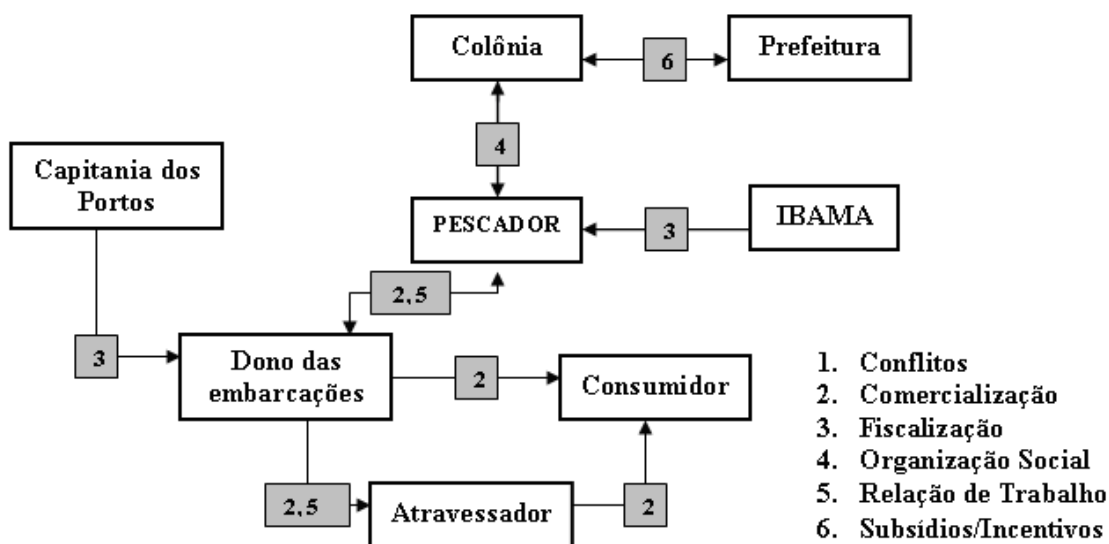 Colônia
6
Prefeitura
4
Capitania dos
Portos
PESCADOR
3
IBAMA
2,5
3
Dono das
embarcações
2
Consumidor
2,5
Atravessador
2
1. Conflitos
2. Comercialização
3. Fiscalização
4. Organização Social
5. Relação de Trabalho
6. Subsídios/Incentivos